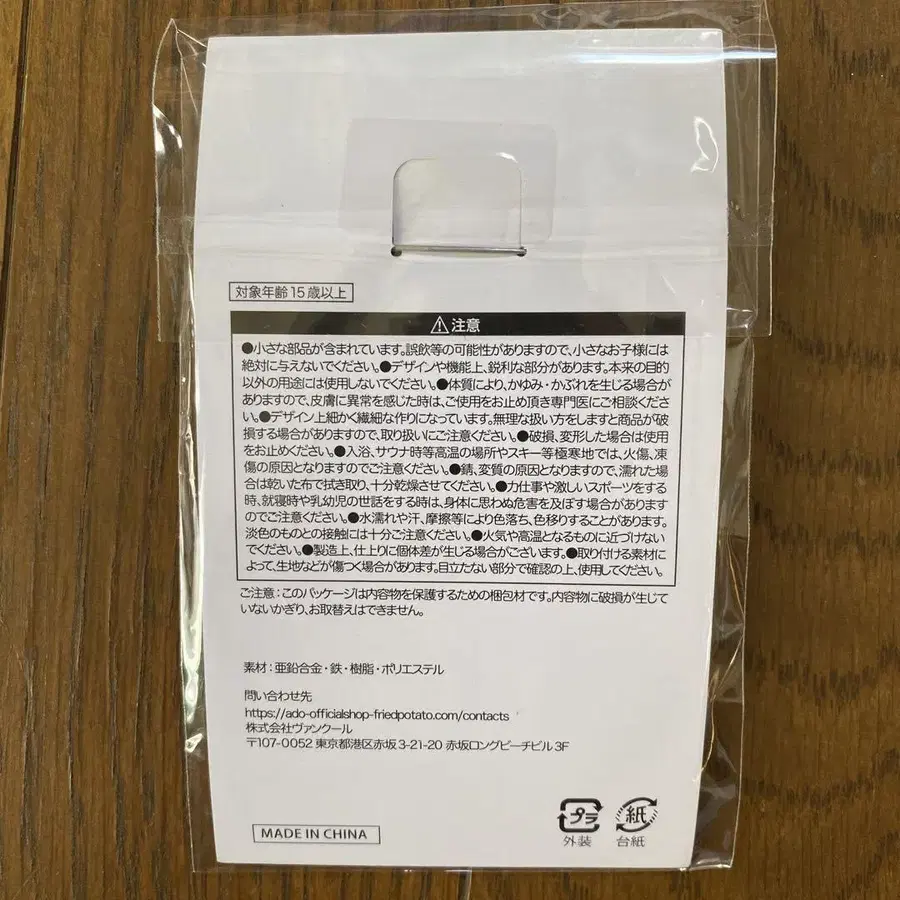 対象年齢15歳以上
⚠注意
●小さな部品が含まれています。誤飲等の可能性がありますので、小さなお子様には
絶対に与えないでください。●デザインや機能上、鋭利な部分があります。本来の目的
以外の用途には使用しないでください。●体質により、かゆみ・かぶれを生じる場合が
ありますので、皮膚に異常を感じた時は、ご使用をお止め頂き専門医にご相談くださ
い。●デザイン上細かく繊細な作りになっています。無理な扱い方をしますと商品が破
損する場合がありますので、取り扱いにご注意ください。●破損、変形した場合は使用
をお止めください。●入浴、サウナ時等高温の場所やスキー等極寒地では、火傷、凍
傷の原因となりますのでご注意ください。●錆、変質の原因となりますので、濡れた場
合は乾いた布で拭き取り、十分乾燥させてください。●力仕事や激しいスポーツをする
時、就寝時や乳幼児の世話をする時は、身体に思わぬ危害を及ぼす場合があります
のでご注意ください。●水濡れや汗、摩擦等により色落ち、色移りすることがあります。
淡色のものとの接触には十分ご注意ください。●火気や高温となるものに近づけない
でください。●製造上、仕上りに個体差が生じる場合がございます。●取り付ける素材に
よって、生地などが傷つく場合があります。目立たない部分で確認の上、使用してください。
ご注意：このパッケージは内容物を保護するための梱包材です。内容物に破損が生じて
いないかぎり、お取替えはできません。
素材：亜鉛合金・鉄・樹脂・ポリエステル
問い合わせ先
https://ado-officialshop-friedpotato.com/contacts
株式会社ヴァンクール
〒107-0052 東京都港区赤坂3-21-20 赤坂ロングビーチビル3F
MADE IN CHINA
プラ 紙
外装 台紙